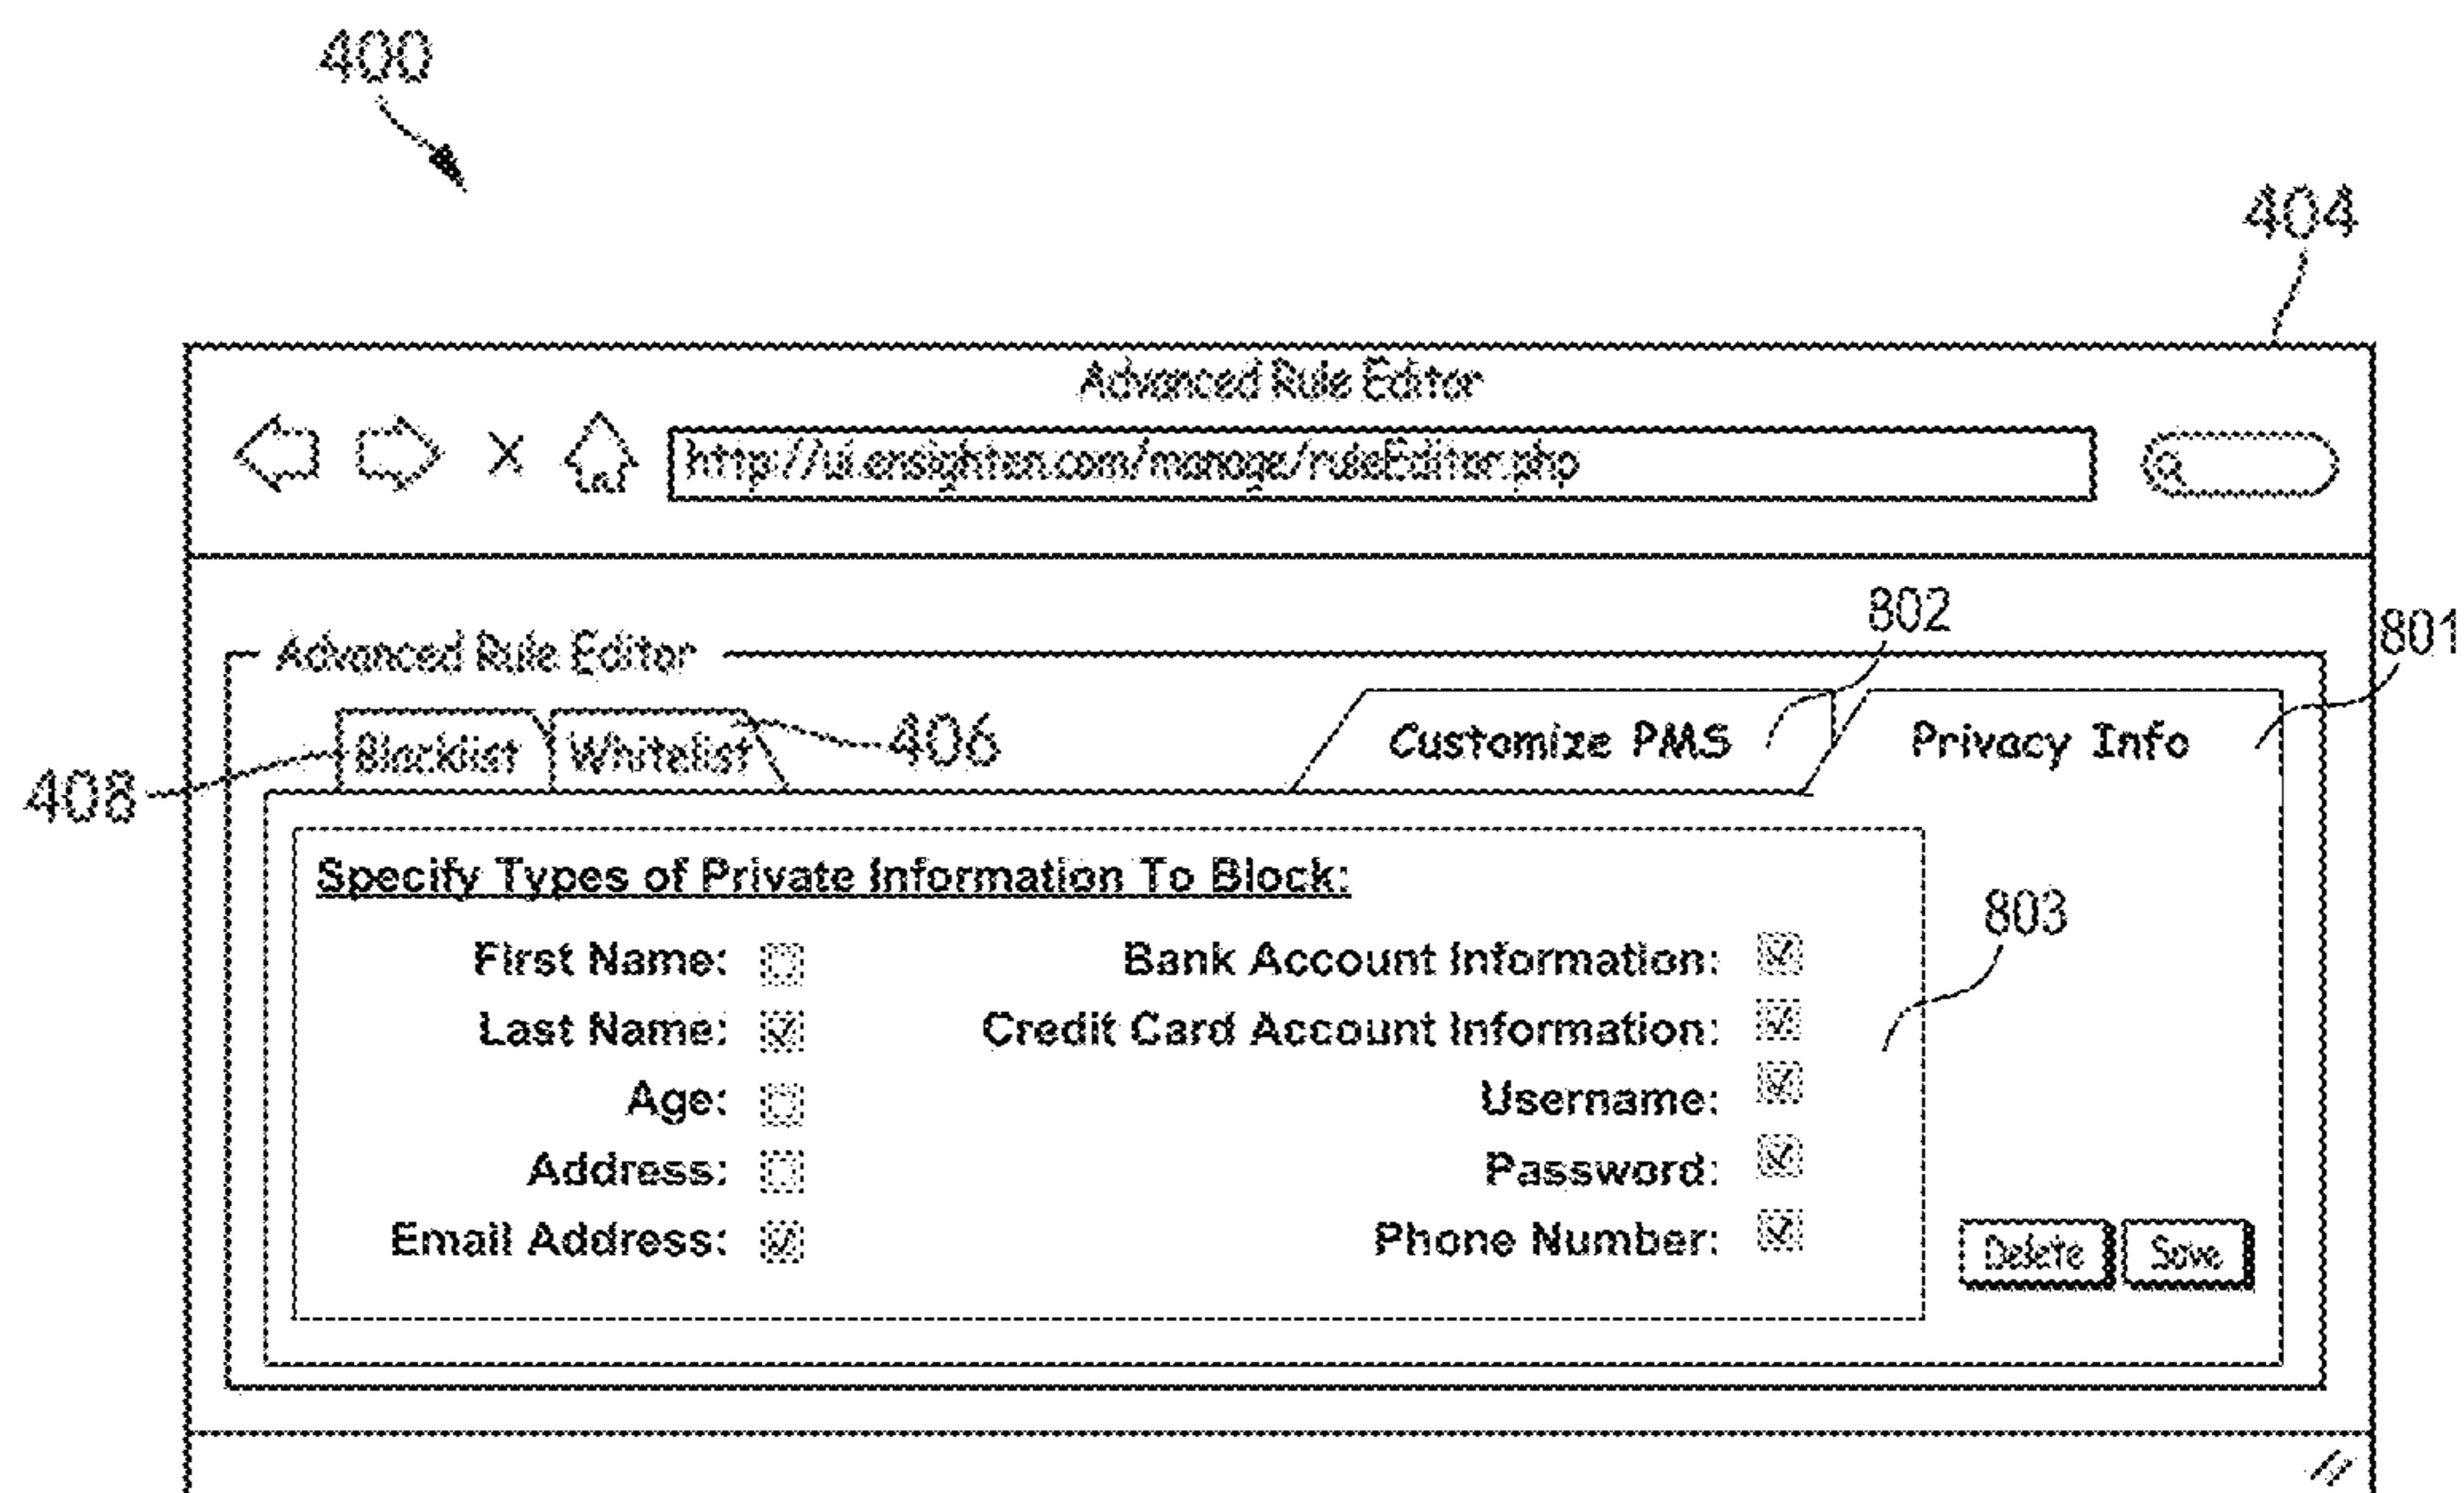 400
404
Advanced Rule Editor
X
http://ui.ensighten.com/manage/ruleEditor.php
802
801
Advanced Rule Editor
408
Blacklist
Whitelist
406
Customize PMS
Privacy Info
Specify Types of Private Information To Block:
803
First Name:
Bank Account Information:
Last Name:
Credit Card Account Information:
Age:
Username:
Address:
Password:
Email Address:
Phone Number:
Delete
Save